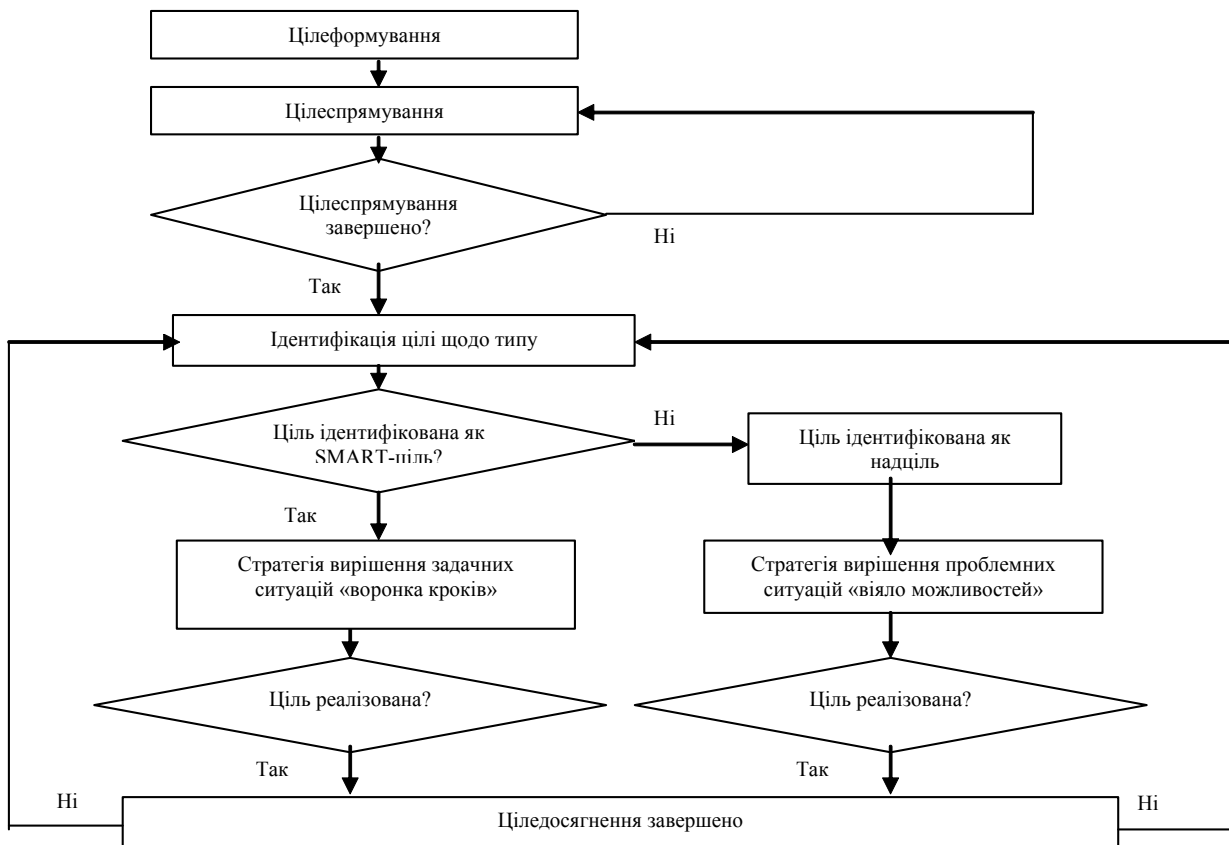 Цілеформування
Цілеспрямування
Цілеспрямування
завершено?
Ні
Так
Ідентифікація цілі щодо типу
Ціль ідентифікована як
SMART-ціль?
Ні
Ціль ідентифікована як
надціль
Так
Стратегія вирішення задачних
ситуацій «воронка кроків»
Стратегія вирішення проблемних
ситуацій «віяло можливостей»
Ціль реалізована?
Ціль реалізована?
Так
Так
Ні
Ні
Ціледосягнення завершено